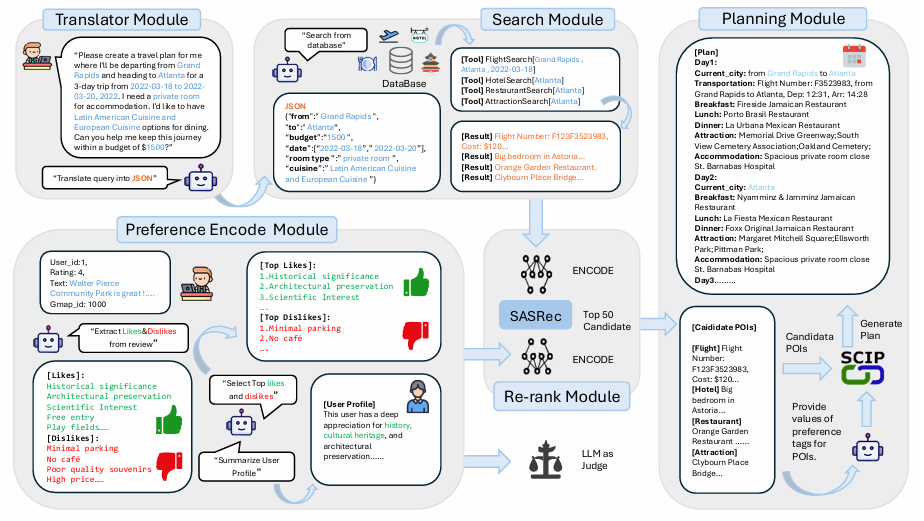 Translator Module
"Please create a travel plan for me
where I'll be departing from Grand
Rapids and heading to Atlanta for a
3-day trip from 2022-03-18 to 2022-
03-20, 2022. I need a private room
for accommodation. I'd like to have
Latin American Cuisine and
European Cuisine options for dining.
Can you help me keep this journey
within a budget of $1500?"
"Translate query into JSON"
Search Module
"Search from
database"
HOTEL
DataBase
JSON
{"from":" Grand Rapids ",
"to":" Atlanta",
"budget":"1500 ",
"date":["2022-03-18"," 2022-03-20"],
"room type ":" private room ",
"cuisine":" Latin American Cuisine
and European Cuisine "}
[Tool] FlightSearch[Grand Rapids ,
Atlanta , 2022-03-18]
[Tool] HotelSearch[Atlanta]
[Tool] RestaurantSearch[Atlanta]
[Tool] AttractionSearch[Atlanta]
[Result] Flight Number: F123F3523983,
Cost: $120...
[Result] Big bedroom in Astoria...
[Result] Orange Garden Restaurant.
[Result] Clybourn Place Bridge...
Planning Module
[Plan]
Day1:
Current_city: from Grand Rapids to Atlanta
Transportation: Flight Number: F3523983, from
Grand Rapids to Atlanta, Dep: 12:31, Arr: 14:28
Breakfast: Fireside Jamaican Restaurant
Lunch: Porto Brasil Restaurant
Dinner: La Urbana Mexican Restaurant
Attraction: Memorial Drive Greenway;South
View Cemetery Association;Oakland Cemetery;
Accommodation: Spacious private room close
St. Barnabas Hospital
Day2:
Current_city: Atlanta
Breakfast: Nyamminz & Jamminz Jamaican
Restaurant
Lunch: La Fiesta Mexican Restaurant
Dinner: Foxx Original Jamaican Restaurant
Attraction: Margaret Mitchell Square;Ellsworth
Park;Pittman Park;
Accommodation: Spacious private room close
St. Barnabas Hospital
Day3.........
Preference Encode Module
User_id:1,
Rating: 4,
Text: Walter Pierce
Community Park is great !....
Gmap_id: 1000
"Extract Likes&Dislikes
from review"
[Likes]:
Historical significance
Architectural preservation
Scientific Interest
Free entry
Play fields....
[Dislikes]:
Minimal parking
No café
Poor quality souvenirs
High price....
[Top Likes]:
1.Historical significance
2.Architectural preservation
3.Scientific Interest
...
[Top Dislikes]:
1.Minimal parking
2.No café
....
"Select Top likes
and dislikes"
"Summarize User
Profile"
[User Profile]
This user has a deep
appreciation for history,
cultural heritage, and
architectural
preservation......
ENCODE
SASRec
Top 50
Candidate
ENCODE
Re-rank Module
LLM as
Judge
[Caididate POIs]
[Flight] Flight
Number:
F123F3523983,
Cost: $120...
[Hotel] Big
bedroom in
Astoria...
[Restaurant]
Orange Garden
Restaurant ......
[Attraction]
Clybourn Place
Bridge...
Candidata
POIs
Generate
Plan
SCIP
Provide
values of
preference
tags for
POIs.